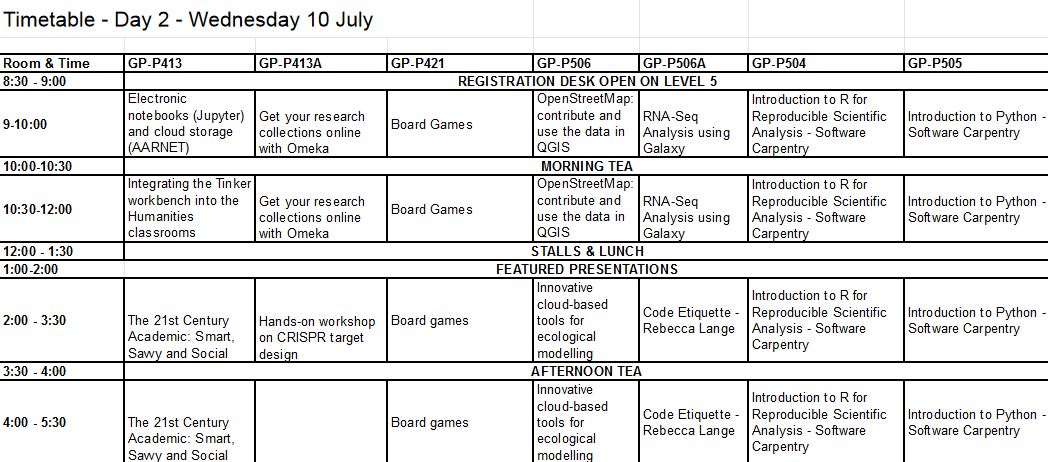 Timetable - Day 2 - Wednesday 10 July
Room & Time GP-P413 GP-P413A GP-P421 GP-P506 GP-P506A GP-P504 GP-P505
8:30 - 9:00 REGISTRATION DESK OPEN ON LEVEL 5
9-10:00
Electronic
notebooks (Jupyter)
and cloud storage
(AARNET)
Get your research
collections online
with Omeka
Board Games
OpenStreetMap:
contribute and
use the data in
QGIS
RNA-Seq
Analysis using
Galaxy
Introduction to R for
Reproducible Scientific
Analysis - Software
Carpentry
Introduction to Python -
Software Carpentry
10:00-10:30 MORNING TEA
10:30-12:00
Integrating the Tinker
workbench into the
Humanities
classrooms
Get your research
collections online
with Omeka
Board Games
OpenStreetMap:
contribute and
use the data in
QGIS
RNA-Seq
Analysis using
Galaxy
Introduction to R for
Reproducible Scientific
Analysis - Software
Carpentry
Introduction to Python -
Software Carpentry
12:00 - 1:30 STALLS & LUNCH
1:00-2:00 FEATURED PRESENTATIONS
2:00 - 3:30
The 21st Century
Academic: Smart,
Savvy and Social
Hands-on workshop
on CRISPR target
design
Board games
Innovative
cloud-based
tools for
ecological
modelling
Code Etiquette -
Rebecca Lange
Introduction to R for
Reproducible Scientific
Analysis - Software
Carpentry
Introduction to Python -
Software Carpentry
3:30 - 4:00 AFTERNOON TEA
4:00 - 5:30
The 21st Century
Academic: Smart,
Savvy and Social
Board games
Innovative
cloud-based
tools for
ecological
modelling
Code Etiquette -
Rebecca Lange
Introduction to R for
Reproducible Scientific
Analysis - Software
Carpentry
Introduction to Python -
Software Carpentry